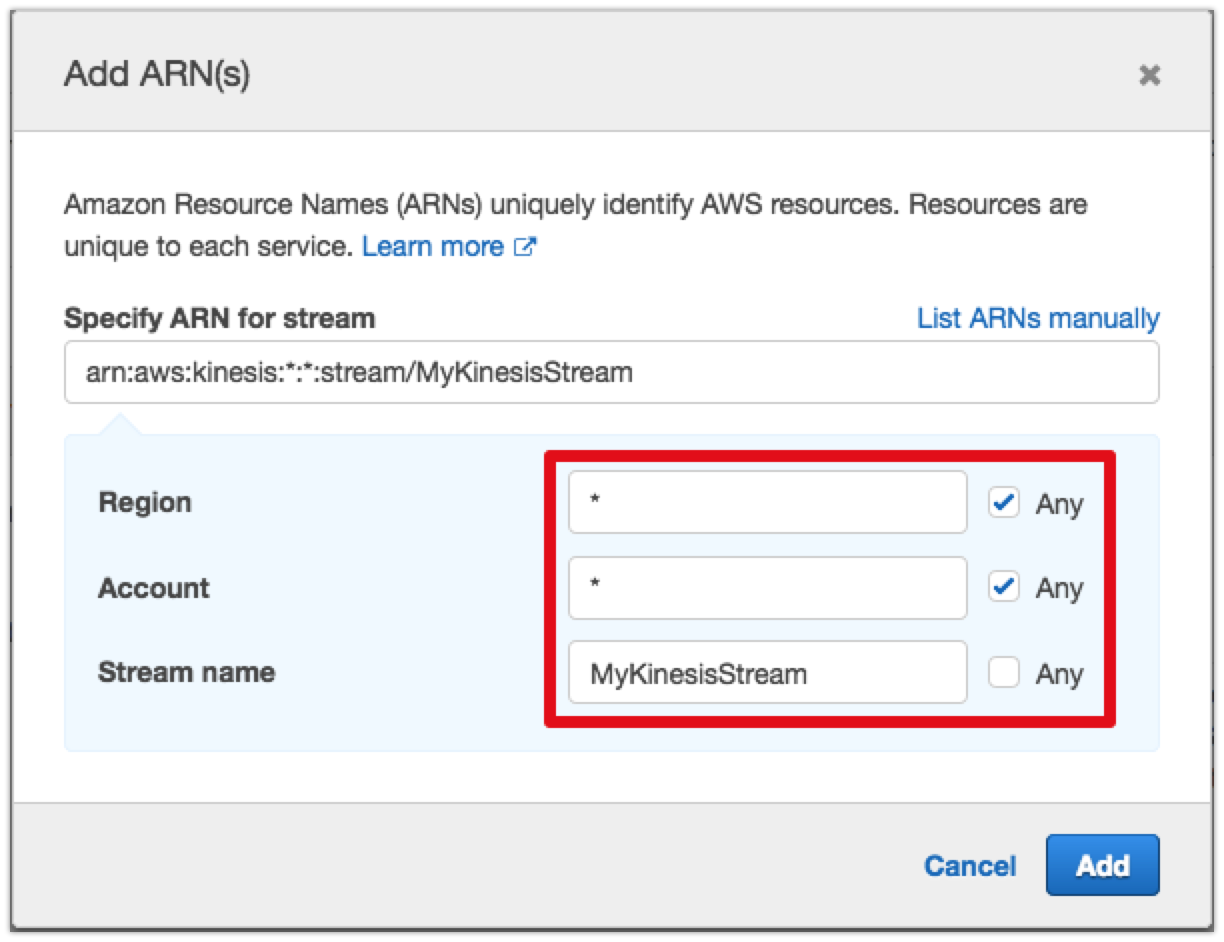 Add ARN(s)
Amazon Resource Names (ARNs) uniquely identify AWS resources. Resources are
unique to each service. Learn more
Specify ARN for stream List ARNs manually
arn:aws:kinesis:*:*:stream/MyKinesisStream
Region * Any
Account * Any
Stream name MyKinesisStream Any
Cancel Add